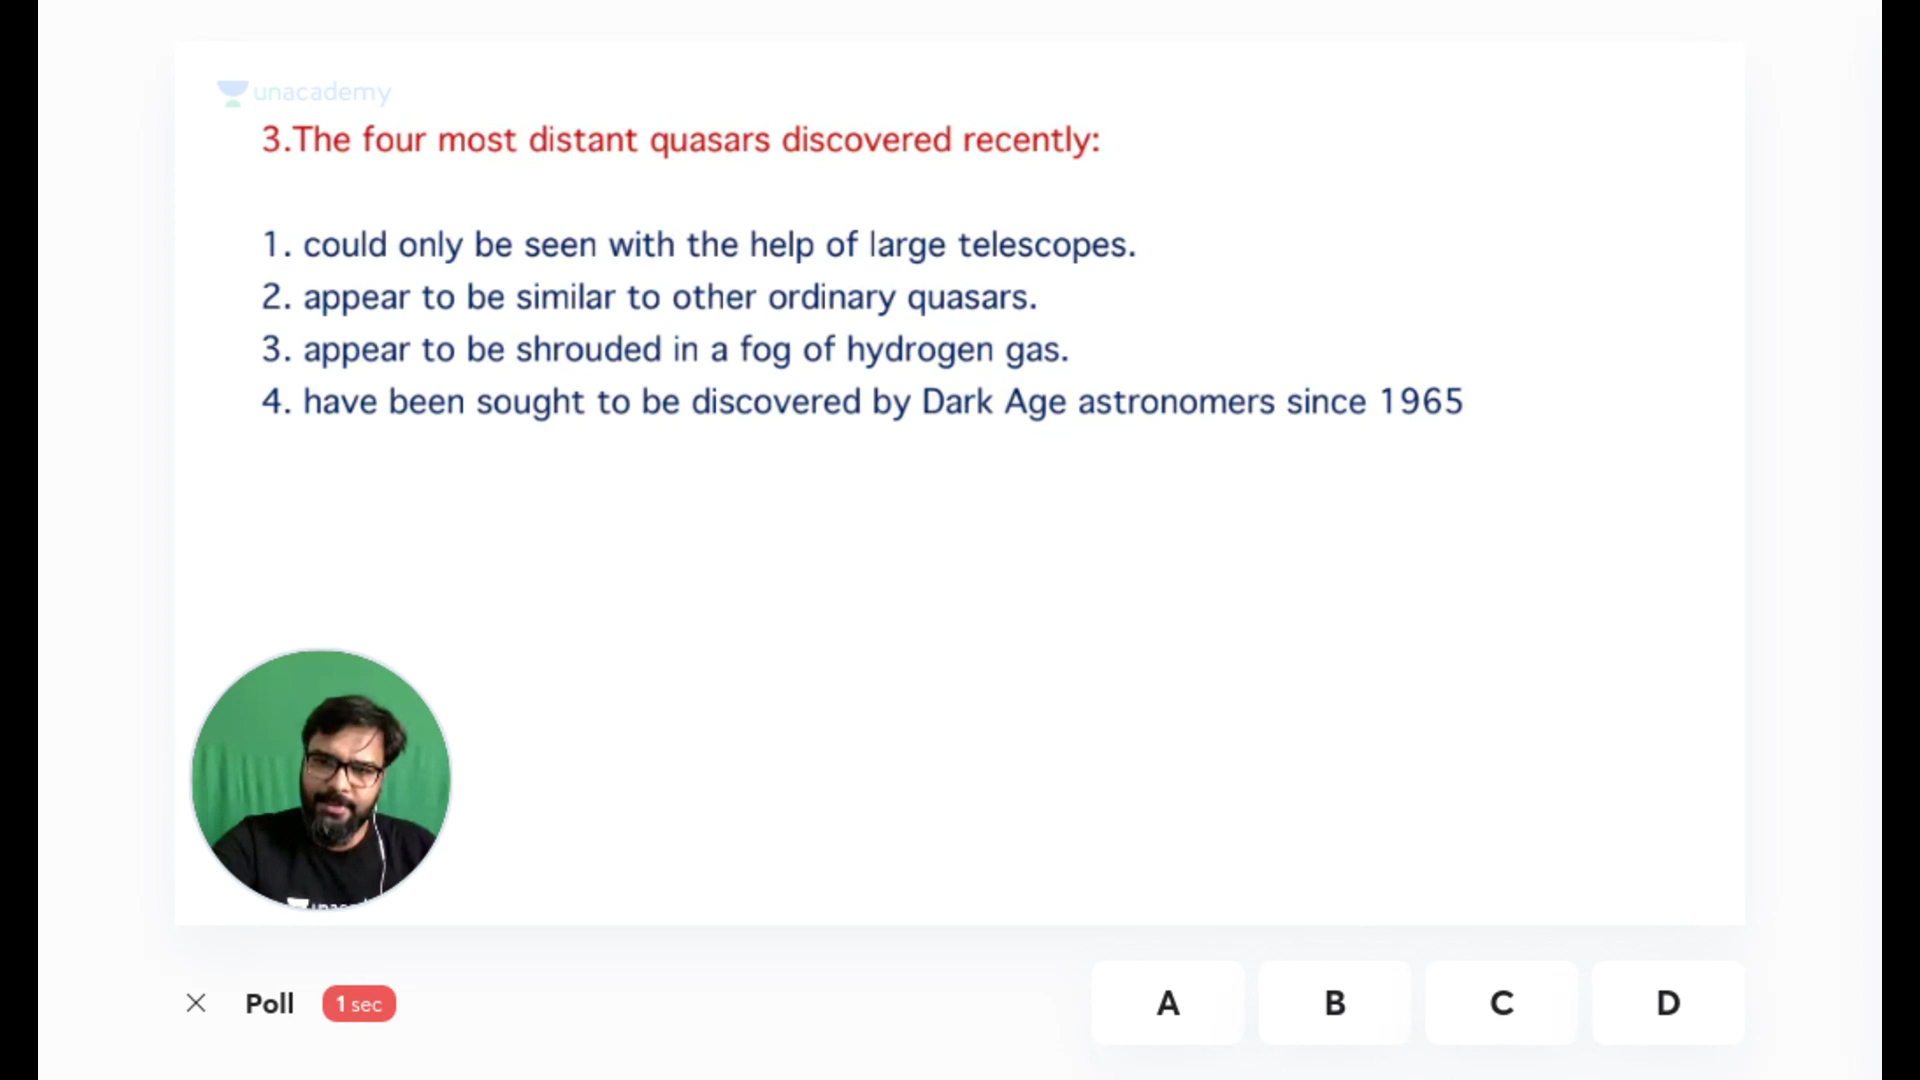 unacademy
3.The four most distant quasars discovered recently:
1. could only be seen with the help of large telescopes.
2. appear to be similar to other ordinary quasars.
3. appear to be shrouded in a fog of hydrogen gas.
4. have been sought to be discovered by Dark Age astronomers since 1965
Poll
1 sec
A
B
C
D